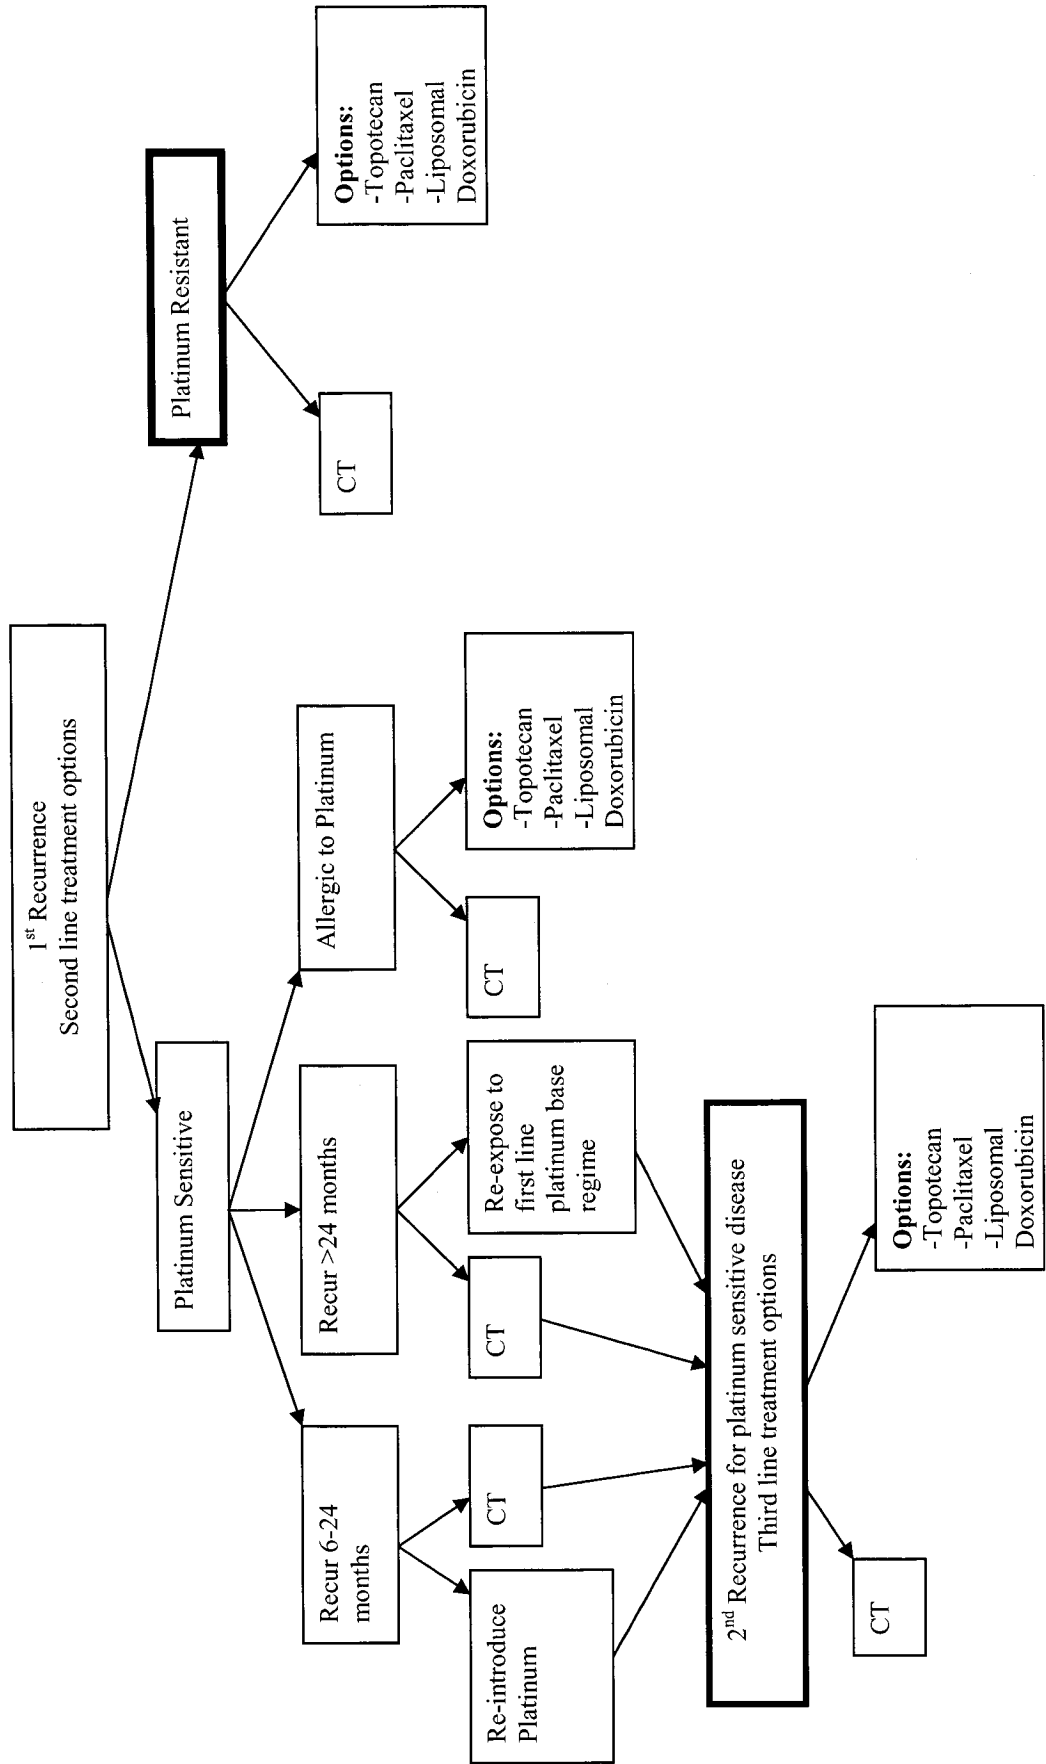 1st Recurrence
Second line treatment options
Platinum Sensitive
Platinum Resistant
Recur 6-24
months
Recur >24 months
Allergic to Platinum
CT
Options:
-Topotecan
-Paclitaxel
-Liposomal
Doxorubicin
Re-introduce
Platinum
CT
CT
Re-expose to
first line
platinum base
regime
CT
Options:
-Topotecan
-Paclitaxel
-Liposomal
Doxorubicin
2nd Recurrence for platinum sensitive disease
Third line treatment options
CT
Options:
-Topotecan
-Paclitaxel
-Liposomal
Doxorubicin